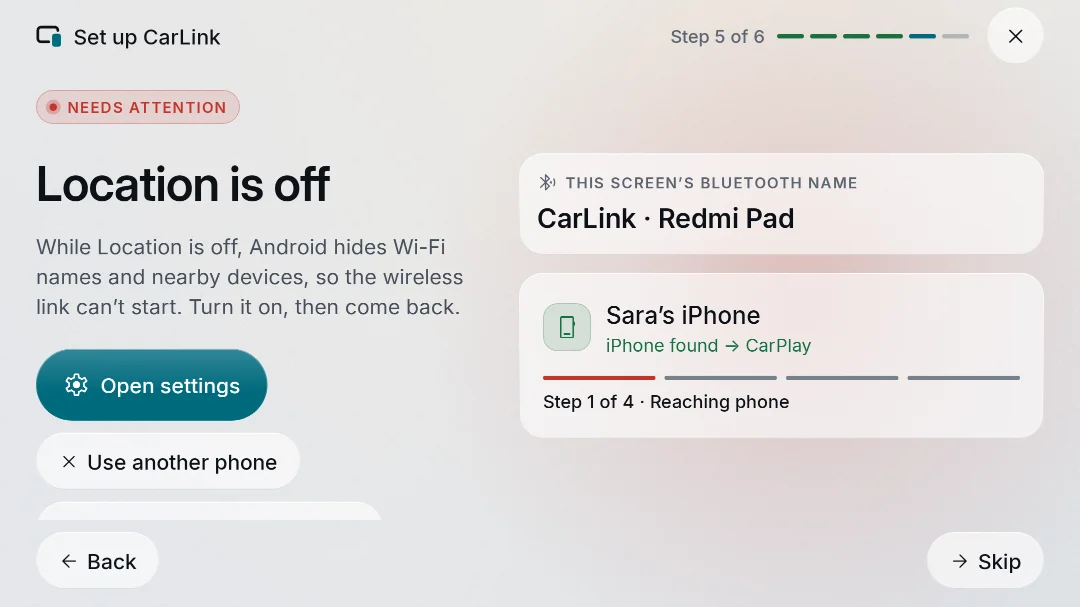 Set up CarLink
Step 5 of 6
NEEDS ATTENTION
Location is off
While Location is off, Android hides Wi-Fi
names and nearby devices, so the wireless
link can’t start. Turn it on, then come back.
Open settings
Use another phone
THIS SCREEN’S BLUETOOTH NAME
CarLink · Redmi Pad
Sara’s iPhone
iPhone found → CarPlay
Step 1 of 4 · Reaching phone
← Back
→ Skip